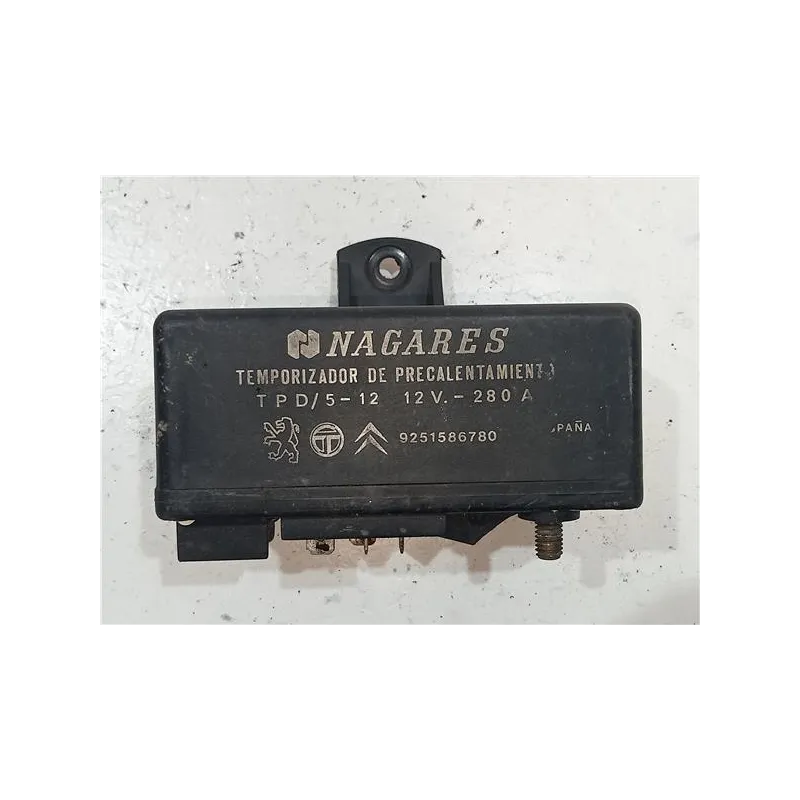 NAGARES
TEMPORIZADOR DE PRECALENTAMIENTO
TPD/5-12 12V.-280A
9251586780 PAÑA